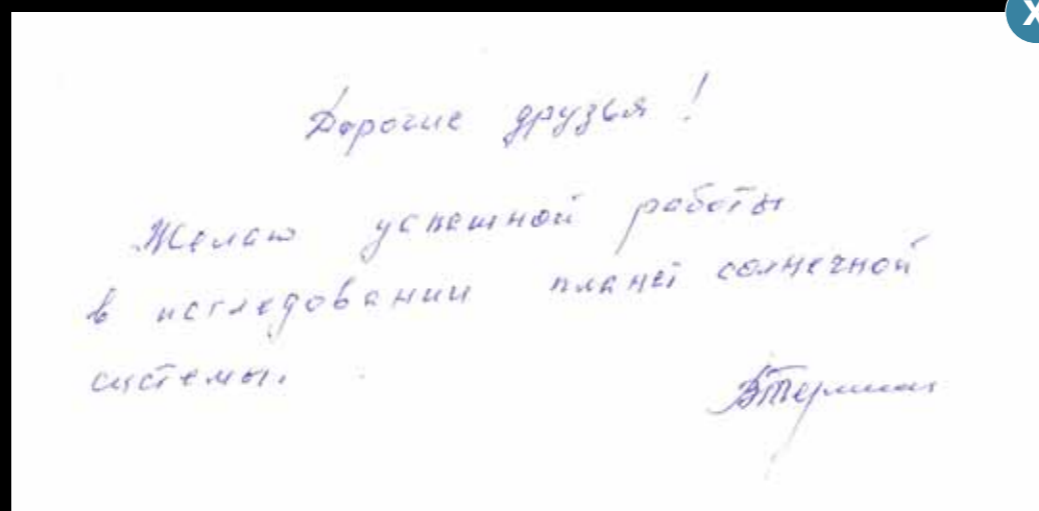 Дорогие друзья!
Желаю успешной работы
в исследовании планет солнечной
системы.